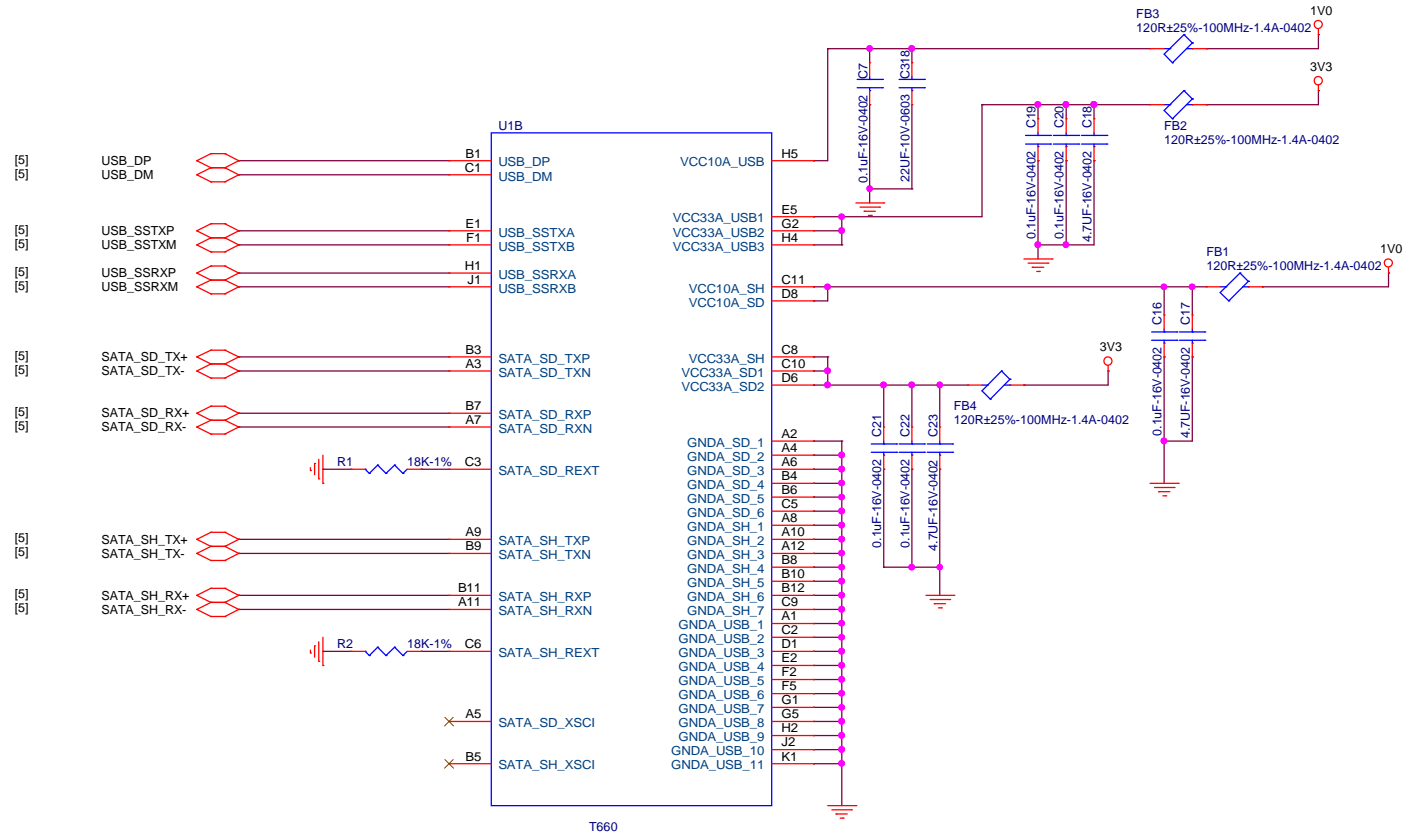 FB3
120R±25%-100MHz-1.4A-0402
1V0
3V3
FB2
120R±25%-100MHz-1.4A-0402
C7
0.1uF-16V-0402
C318
22UF-10V-0603
C19
0.1uF-16V-0402
C20
0.1uF-16V-0402
C18
4.7UF-16V-0402
FB1
120R±25%-100MHz-1.4A-0402
1V0
C16
0.1uF-16V-0402
C17
4.7UF-16V-0402
3V3
FB4
120R±25%-100MHz-1.4A-0402
C21
0.1uF-16V-0402
C22
0.1uF-16V-0402
C23
4.7UF-16V-0402
U1B
[5] USB_DP B1 USB_DP
[5] USB_DM C1 USB_DM
[5] USB_SSTXP E1 USB_SSTXA
[5] USB_SSTXM F1 USB_SSTXB
[5] USB_SSRXP H1 USB_SSRXA
[5] USB_SSRXM J1 USB_SSRXB
[5] SATA_SD_TX+ B3 SATA_SD_TXP
[5] SATA_SD_TX- A3 SATA_SD_TXN
[5] SATA_SD_RX+ B7 SATA_SD_RXP
[5] SATA_SD_RX- A7 SATA_SD_RXN
R1 18K-1% C3 SATA_SD_REXT
[5] SATA_SH_TX+ A9 SATA_SH_TXP
[5] SATA_SH_TX- B9 SATA_SH_TXN
[5] SATA_SH_RX+ B11 SATA_SH_RXP
[5] SATA_SH_RX- A11 SATA_SH_RXN
R2 18K-1% C6 SATA_SH_REXT
A5 SATA_SD_XSCI
B5 SATA_SH_XSCI
VCC10A_USB H5
VCC33A_USB1 E5
VCC33A_USB2 G2
VCC33A_USB3 H4
VCC10A_SH C11
VCC10A_SD D8
VCC33A_SH C8
VCC33A_SD1 C10
VCC33A_SD2 D6
GNDA_SD_1 A2
GNDA_SD_2 A4
GNDA_SD_3 A6
GNDA_SD_4 B4
GNDA_SD_5 B6
GNDA_SD_6 C5
GNDA_SH_1 A8
GNDA_SH_2 A10
GNDA_SH_3 A12
GNDA_SH_4 B8
GNDA_SH_5 B10
GNDA_SH_6 B12
GNDA_SH_7 C9
GNDA_USB_1 A1
GNDA_USB_2 C2
GNDA_USB_3 D1
GNDA_USB_4 E2
GNDA_USB_5 F2
GNDA_USB_6 F5
GNDA_USB_7 G1
GNDA_USB_8 G5
GNDA_USB_9 H2
GNDA_USB_10 J2
GNDA_USB_11 K1
T660